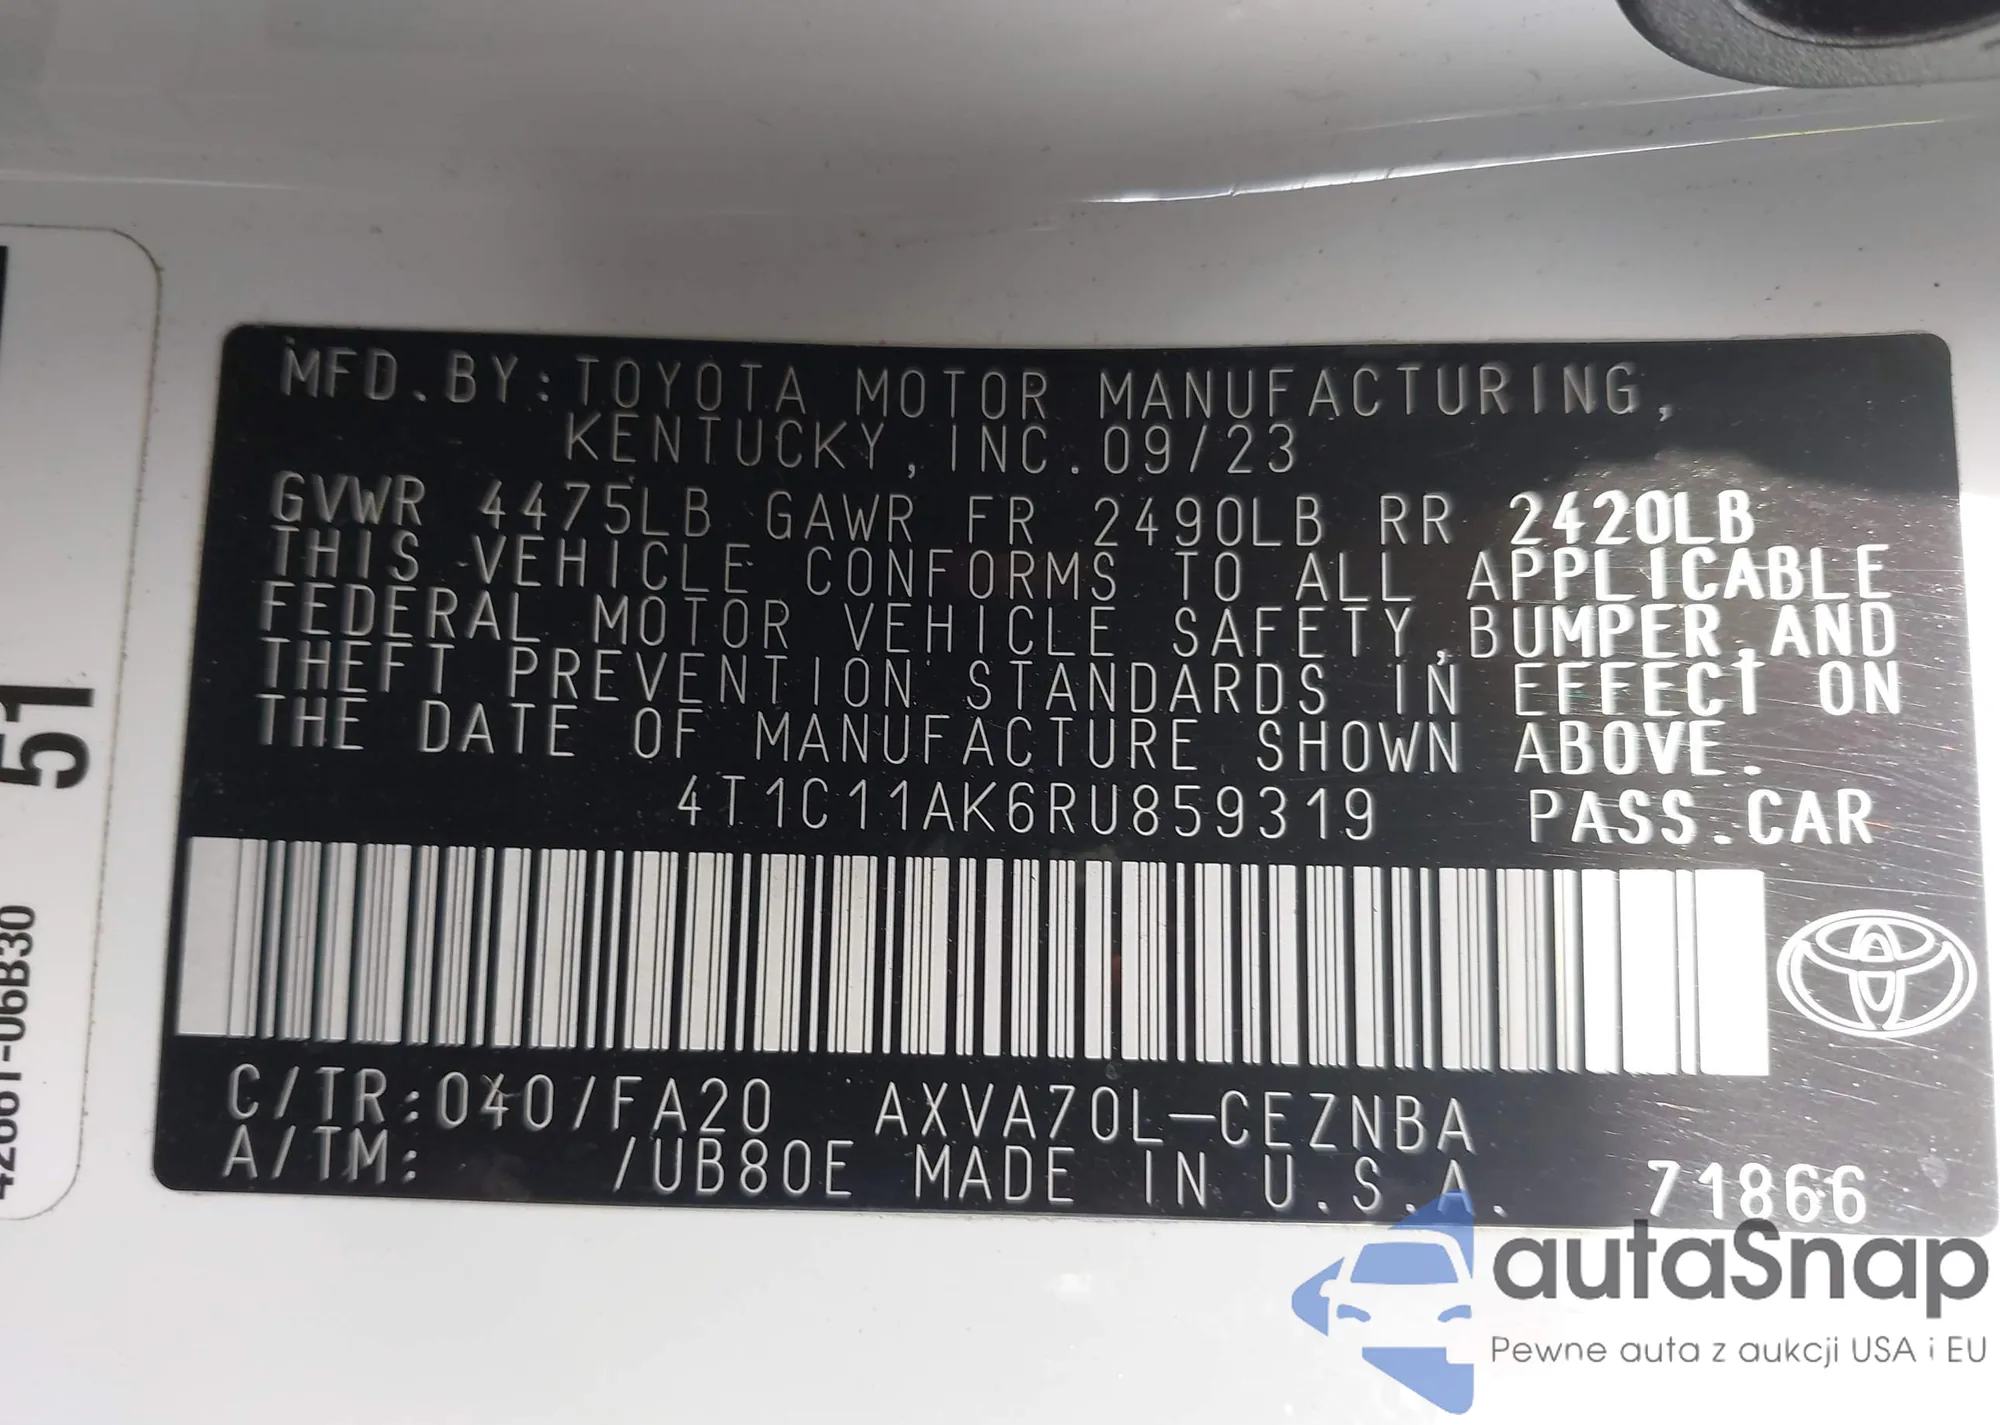 MFD.BY:TOYOTA MOTOR MANUFACTURING,
KENTUCKY,INC.09/23
GVWR 4475LB GAWR FR 2490LB RR 2420LB
THIS VEHICLE CONFORMS TO ALL APPLICABLE
FEDERAL MOTOR VEHICLE SAFETY,BUMPER,AND
THEFT PREVENTION STANDARDS IN EFFECT ON
THE DATE OF MANUFACTURE SHOWN ABOVE.
4T1C11AK6RU859319 PASS.CAR
C/TR:040/FA20 AXVA70L-CEZNBA
A/TM: /UB80E MADE IN U.S.A. 71866
51
autoSnap
Pewne auta z aukcji USA i EU